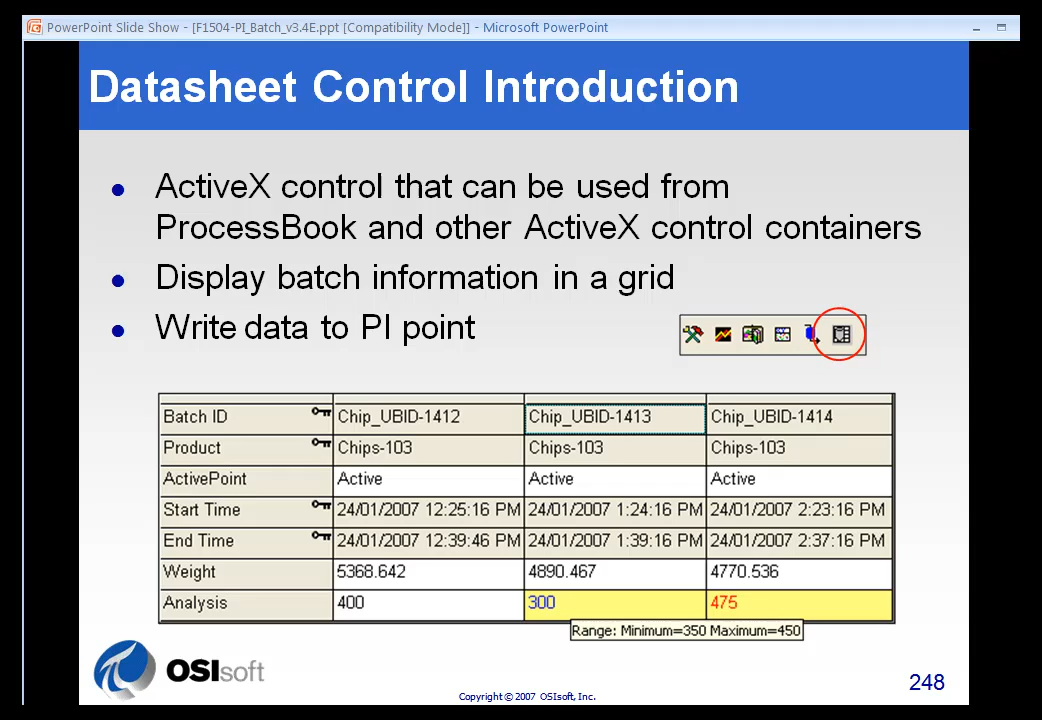 PowerPoint Slide Show - [F1504-PI_Batch_v3.4E.ppt [Compatibility Mode]] - Microsoft PowerPoint
Datasheet Control Introduction
• ActiveX control that can be used from
ProcessBook and other ActiveX control containers
• Display batch information in a grid
• Write data to PI point
Batch ID Chip_UBID-1412 Chip_UBID-1413 Chip_UBID-1414
Product Chips-103 Chips-103 Chips-103
ActivePoint Active Active Active
Start Time 24/01/2007 12:25:16 PM 24/01/2007 1:24:16 PM 24/01/2007 2:23:16 PM
End Time 24/01/2007 12:39:46 PM 24/01/2007 1:39:16 PM 24/01/2007 2:37:16 PM
Weight 5368.642 4890.467 4770.536
Analysis 400 300 475
Range: Minimum=350 Maximum=450
OSIsoft
Copyright © 2007 OSIsoft, Inc.
248